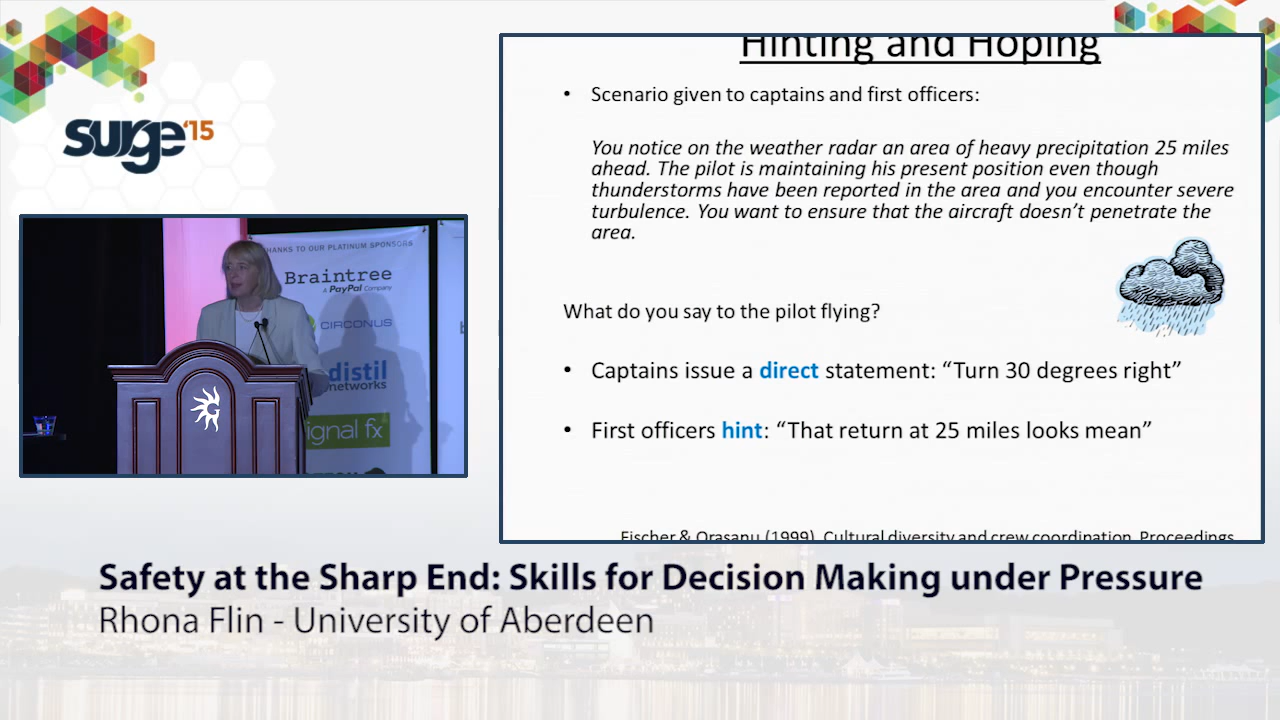 surge '15
THANKS TO OUR PLATINUM SPONSORS
Braintree
A PayPal Company
CIRCONUS
distil
networks
ignal fx
Hinting and Hoping
• Scenario given to captains and first officers:
You notice on the weather radar an area of heavy precipitation 25 miles
ahead. The pilot is maintaining his present position even though
thunderstorms have been reported in the area and you encounter severe
turbulence. You want to ensure that the aircraft doesn't penetrate the
area.
What do you say to the pilot flying?
• Captains issue a direct statement: “Turn 30 degrees right”
• First officers hint: “That return at 25 miles looks mean”
Fischer & Orasanu (1999) Cultural diversity and crew coordination. Proceedings
Safety at the Sharp End: Skills for Decision Making under Pressure
Rhona Flin - University of Aberdeen